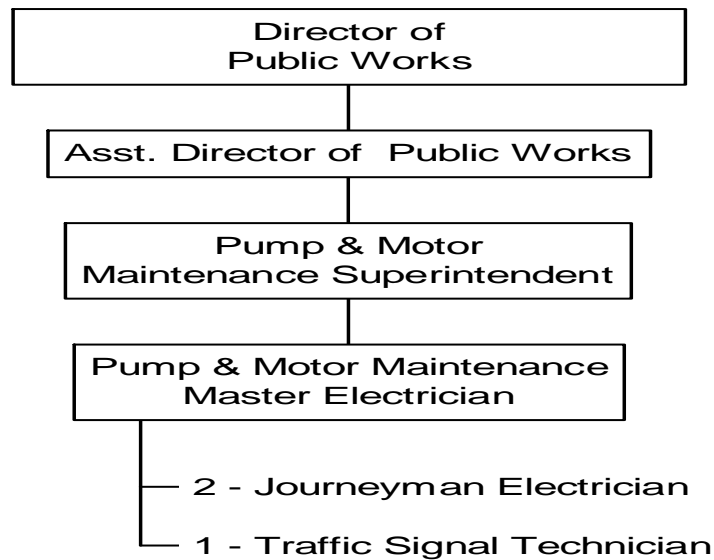 Director of
Public Works
Asst. Director of Public Works
Pump & Motor
Maintenance Superintendent
Pump & Motor Maintenance
Master Electrician
2 - Journeyman Electrician
1 - Traffic Signal Technician